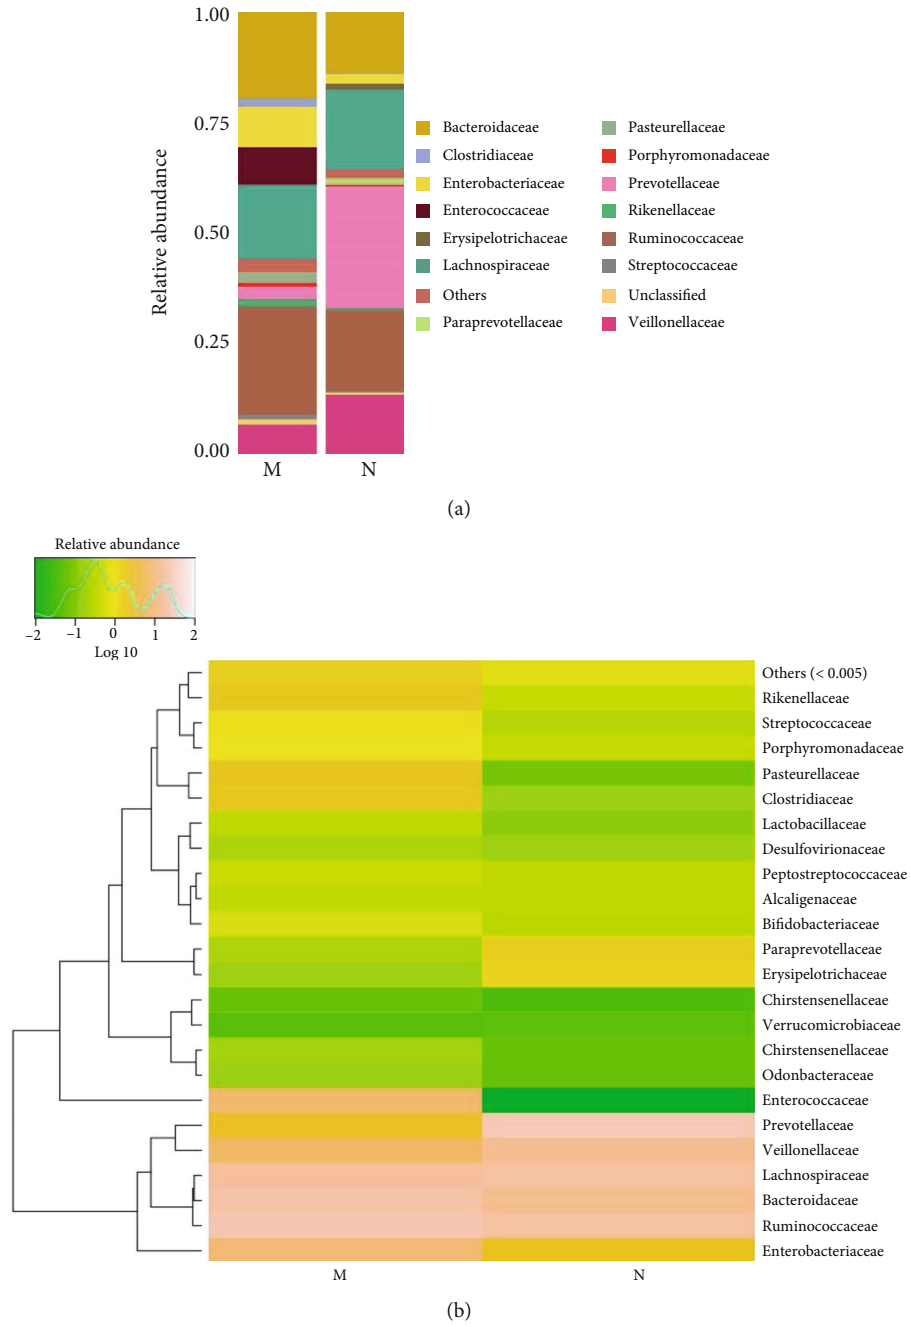 1.00
0.75
0.50
0.25
0.00
Relative abundance
M
N
Bacteroidaceae
Clostridiaceae
Enterobacteriaceae
Enterococcaceae
Erysipelotrichaceae
Lachnospiraceae
Others
Paraprevotellaceae
Pasteurellaceae
Porphyromonadaceae
Prevotellaceae
Rikenellaceae
Ruminococcaceae
Streptococcaceae
Unclassified
Veillonellaceae
(a)
Relative abundance
−2 −1 0 1 2
Log 10
Others (< 0.005)
Rikenellaceae
Streptococcaceae
Porphyromonadaceae
Pasteurellaceae
Clostridiaceae
Lactobacillaceae
Desulfovirionaceae
Peptostreptococcaceae
Alcaligenaceae
Bifidobacteriaceae
Paraprevotellaceae
Erysipelotrichaceae
Chirstensenellaceae
Verrucomicrobiaceae
Chirstensenellaceae
Odonbacteraceae
Enterococcaceae
Prevotellaceae
Veillonellaceae
Lachnospiraceae
Bacteroidaceae
Ruminococcaceae
Enterobacteriaceae
M
N
(b)